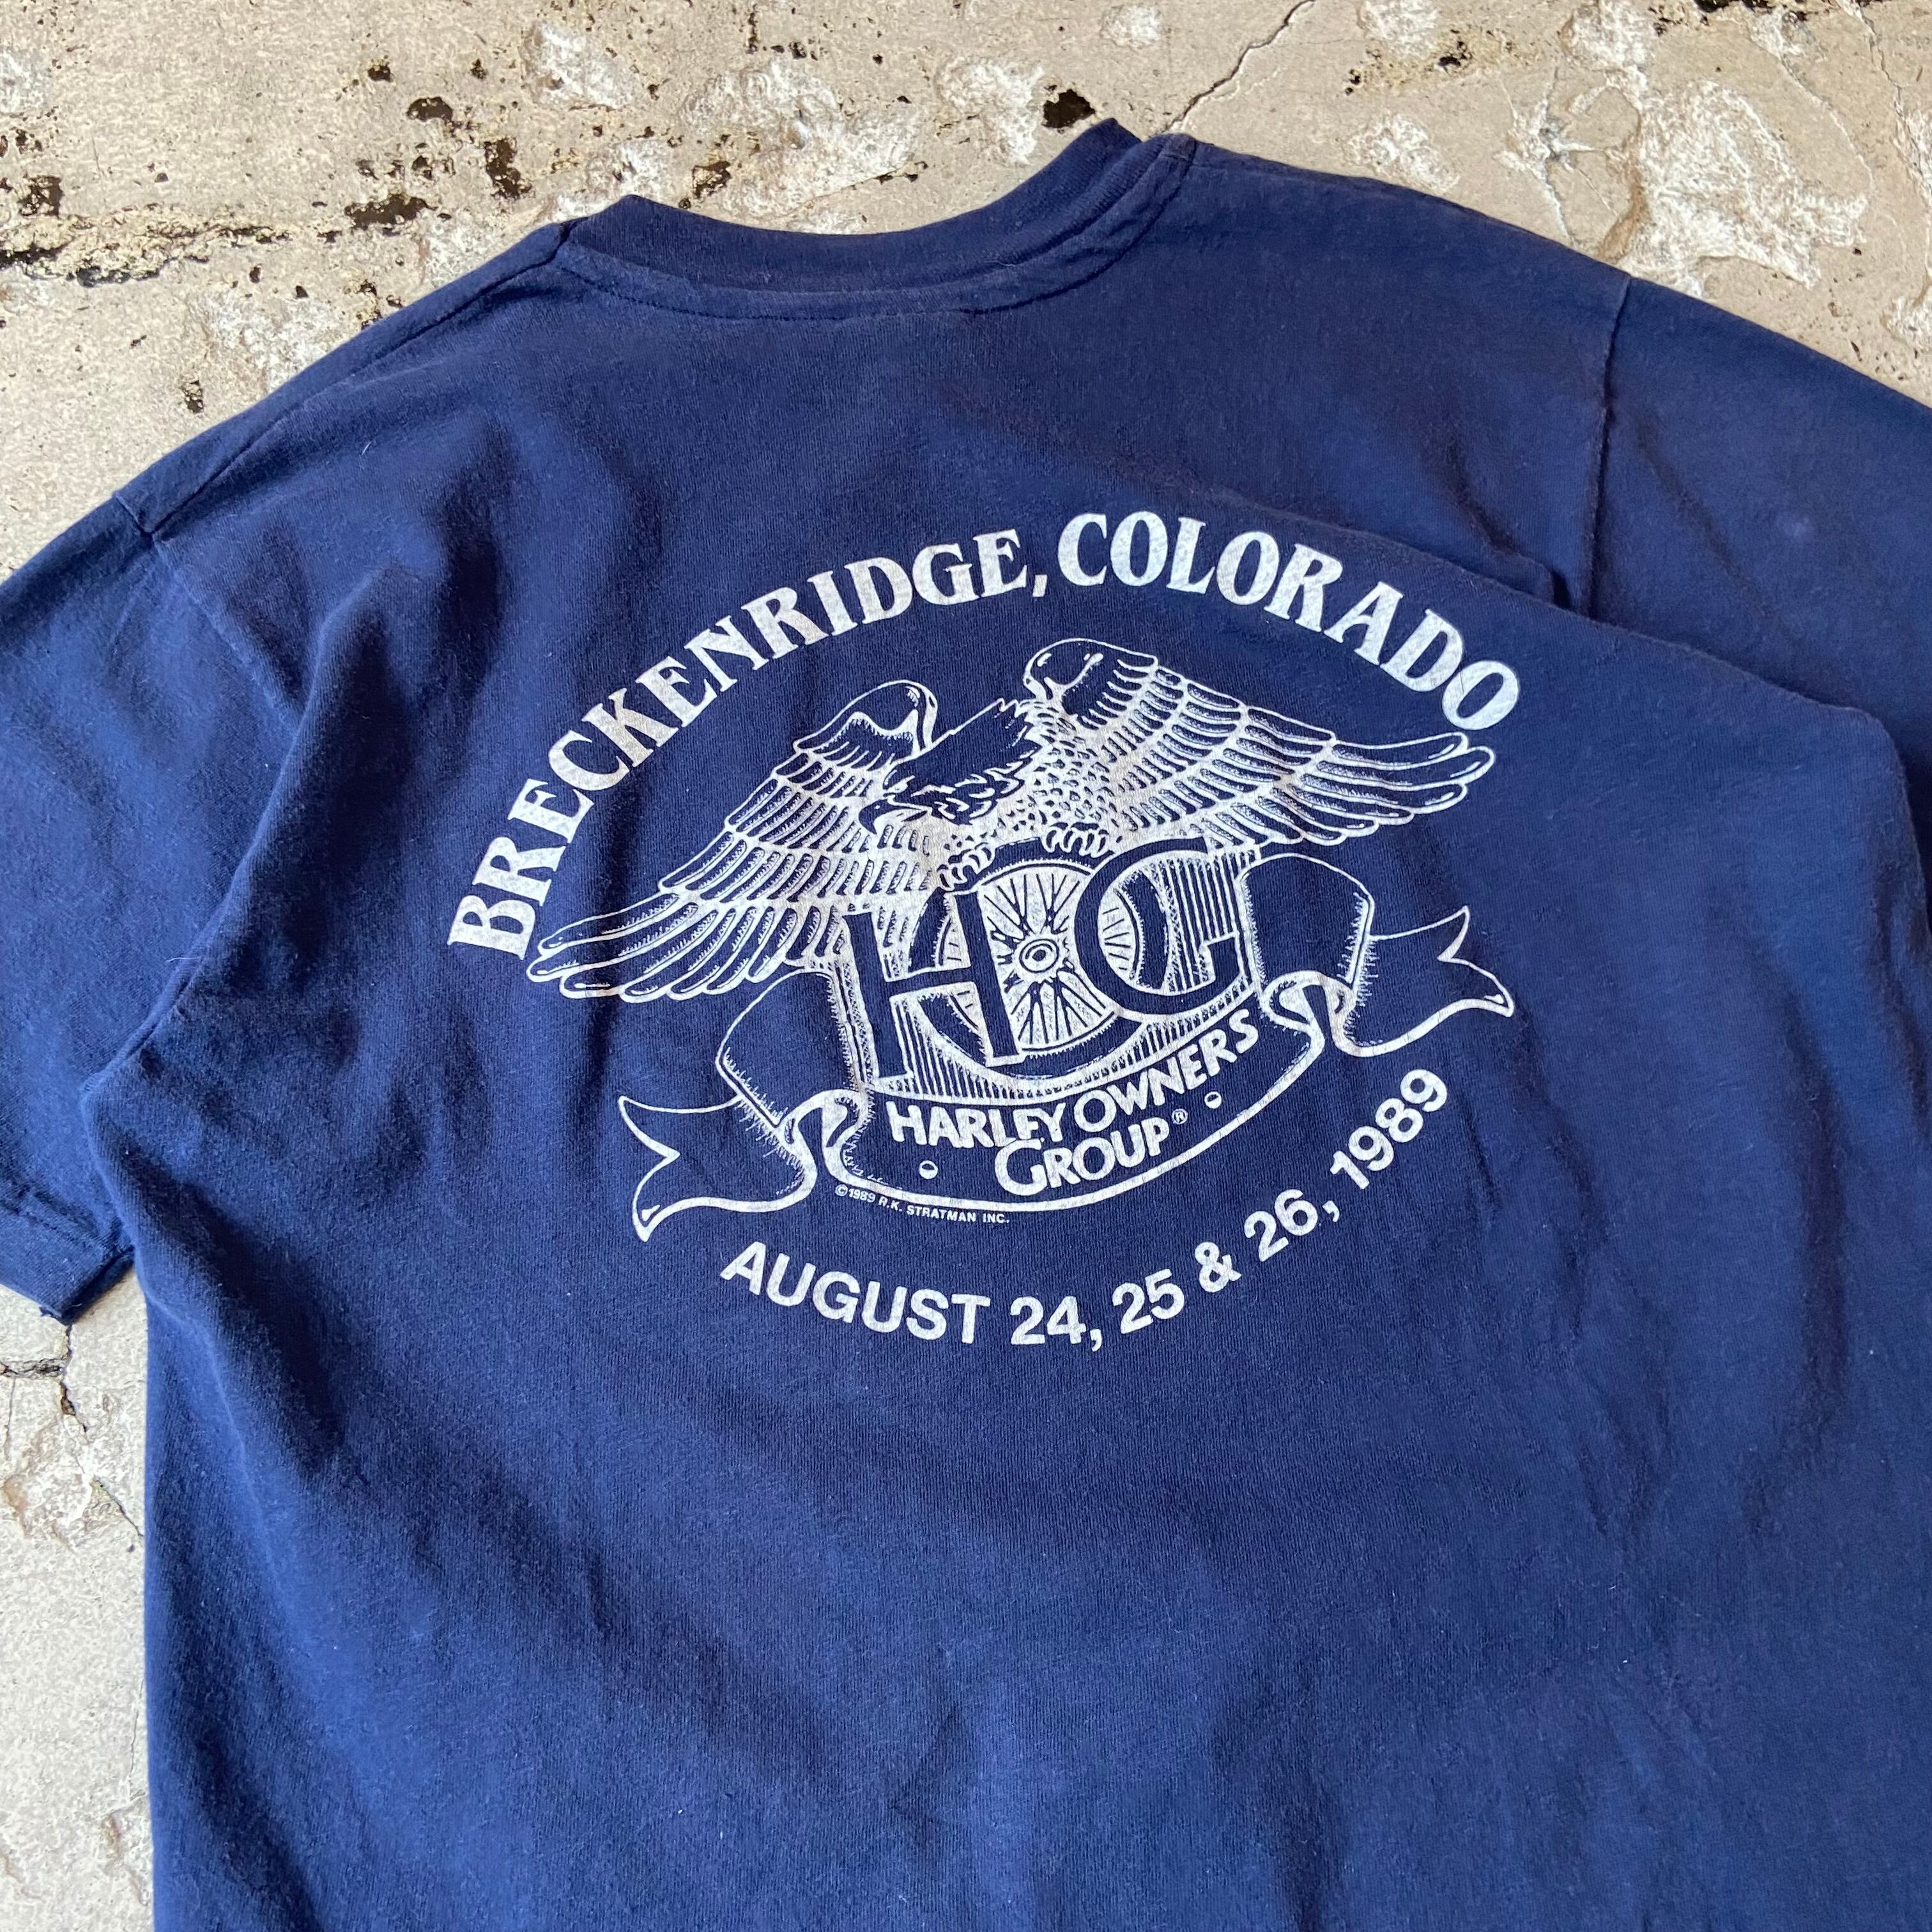 BRECKENRIDGE, COLORADO
HOG
HARLEY OWNERS
GROUP®
©1989 R.K. STRATMAN INC.
AUGUST 24, 25 & 26, 1989